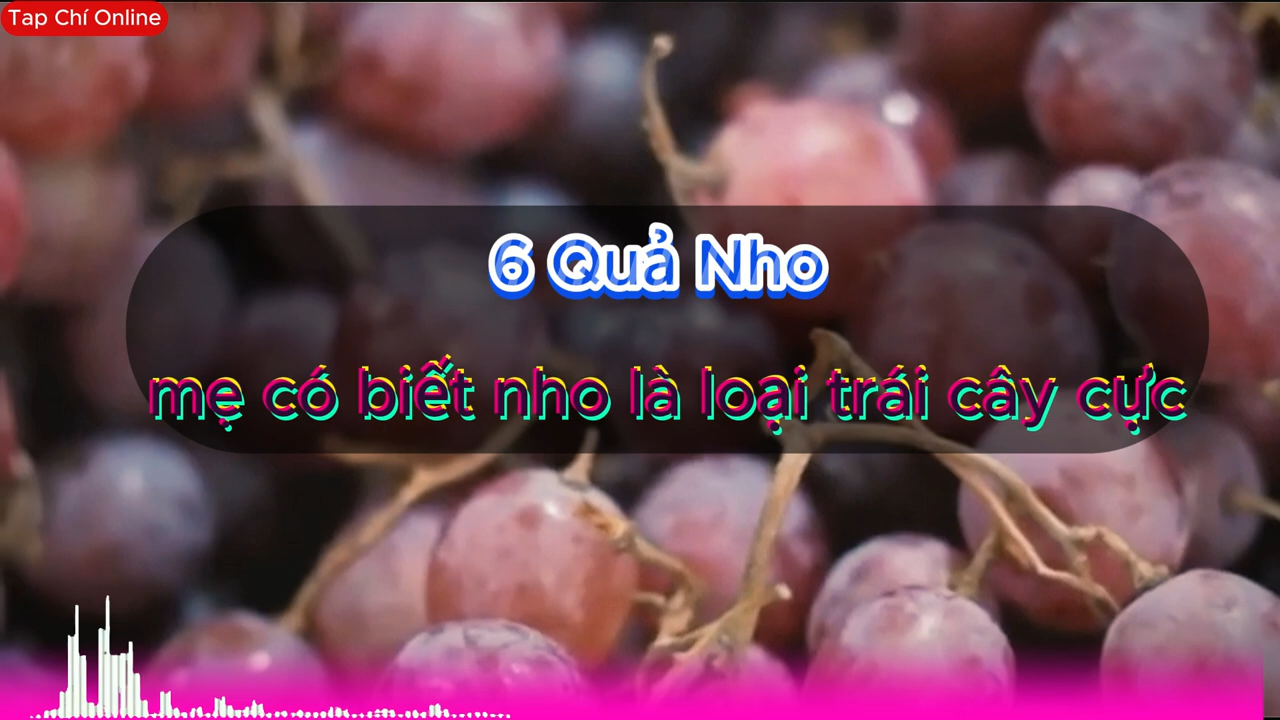 Tap Chí Online
6 Quả Nho
mẹ có biết nho là loại trái cây cực